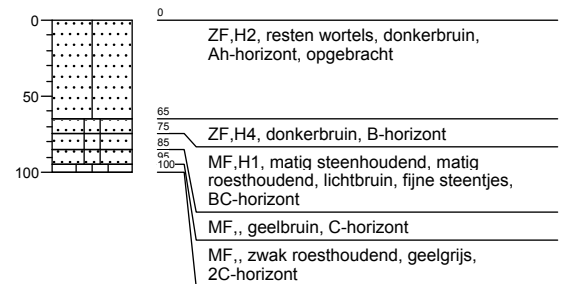 0
0
ZF,H2, resten wortels, donkerbruin,
Ah-horizont, opgebracht
50
65
75
ZF,H4, donkerbruin, B-horizont
85
MF,H1, matig steenhoudend, matig
95
100
100
roesthoudend, lichtbruin, fijne steentjes,
BC-horizont
MF,, geelbruin, C-horizont
MF,, zwak roesthoudend, geelgrijs,
2C-horizont